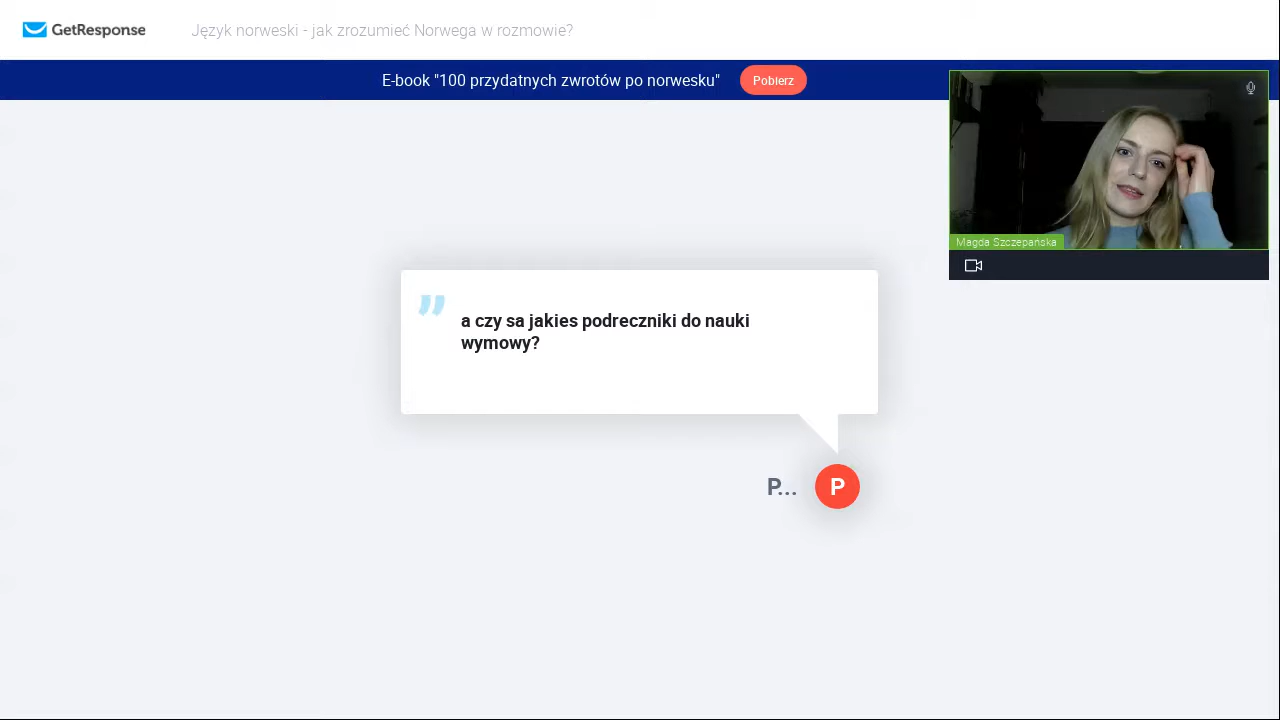 GetResponse
Język norweski - jak zrozumieć Norwega w rozmowie?
E-book "100 przydatnych zwrotów po norwesku"
Pobierz
Magda Szczepańska
a czy sa jakies podreczniki do nauki
wymowy?
P...
P